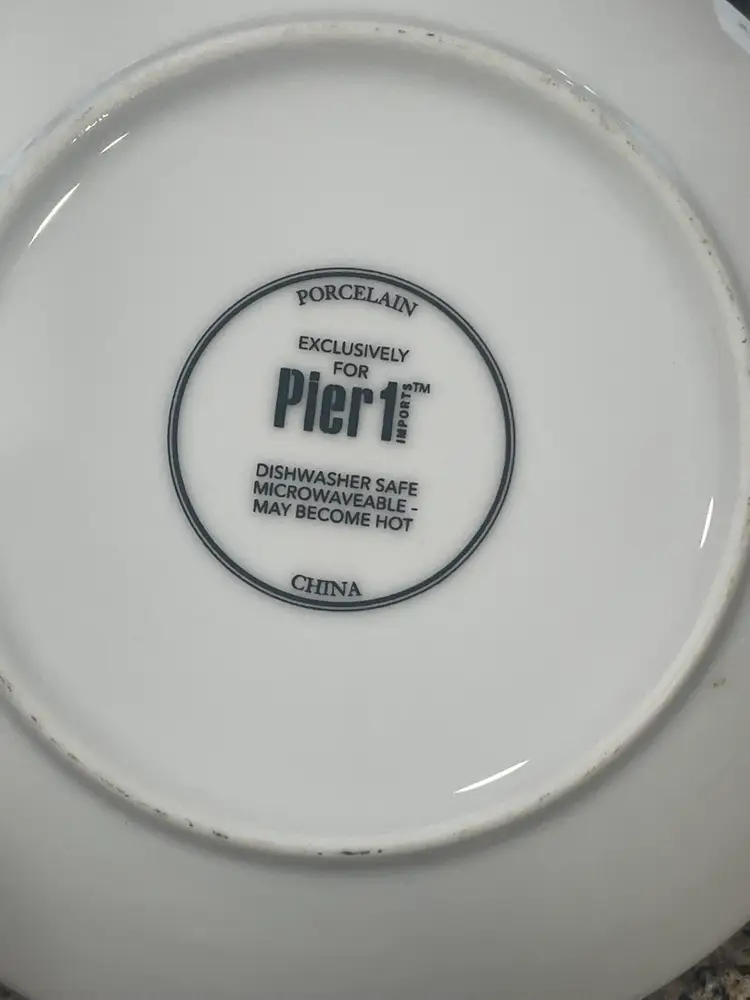 PORCELAIN
EXCLUSIVELY
FOR
Pier 1 IMPORTS™
DISHWASHER SAFE
MICROWAVEABLE -
MAY BECOME HOT
CHINA